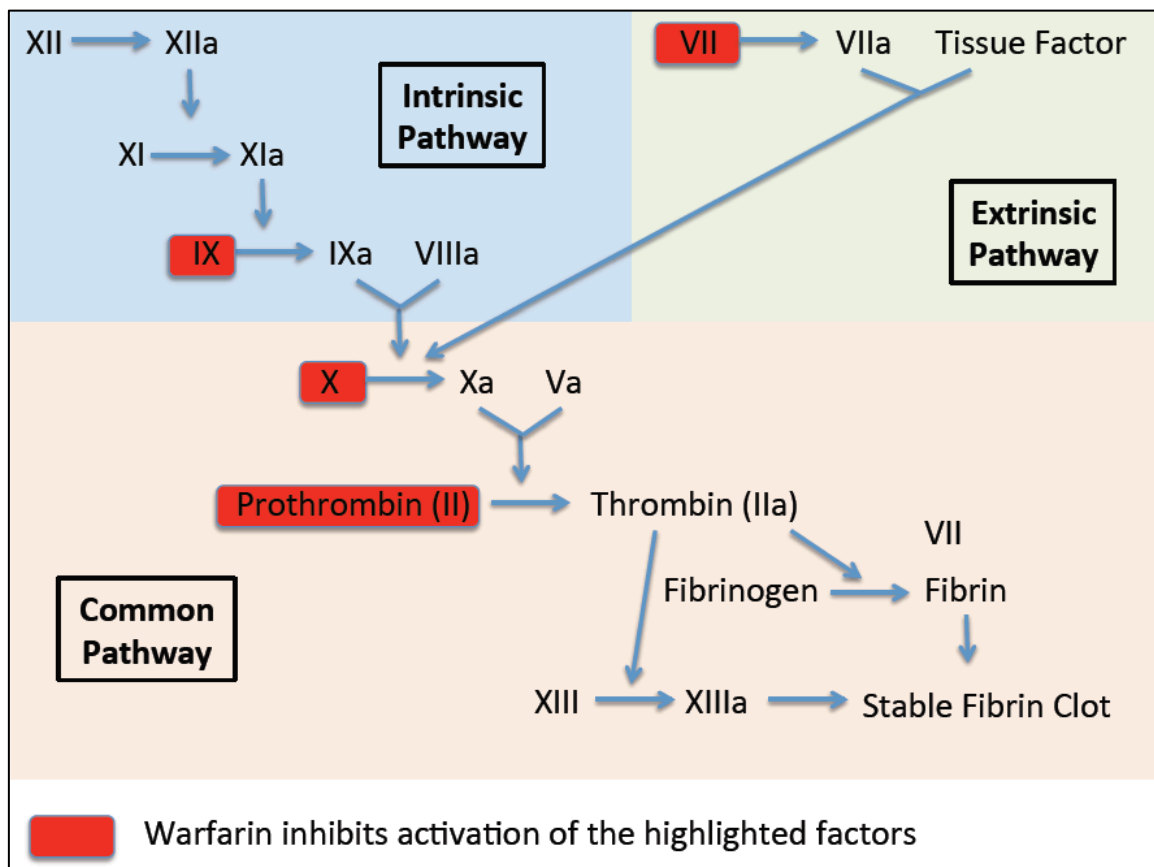 XII XIIa VII VIIa Tissue Factor
Intrinsic
Pathway
XI XIa
Extrinsic
Pathway
IX IXa VIIIa
X Xa Va
Prothrombin (II) Thrombin (IIa)
VII
Fibrinogen Fibrin
Common
Pathway
XIII XIIIa Stable Fibrin Clot
Warfarin inhibits activation of the highlighted factors